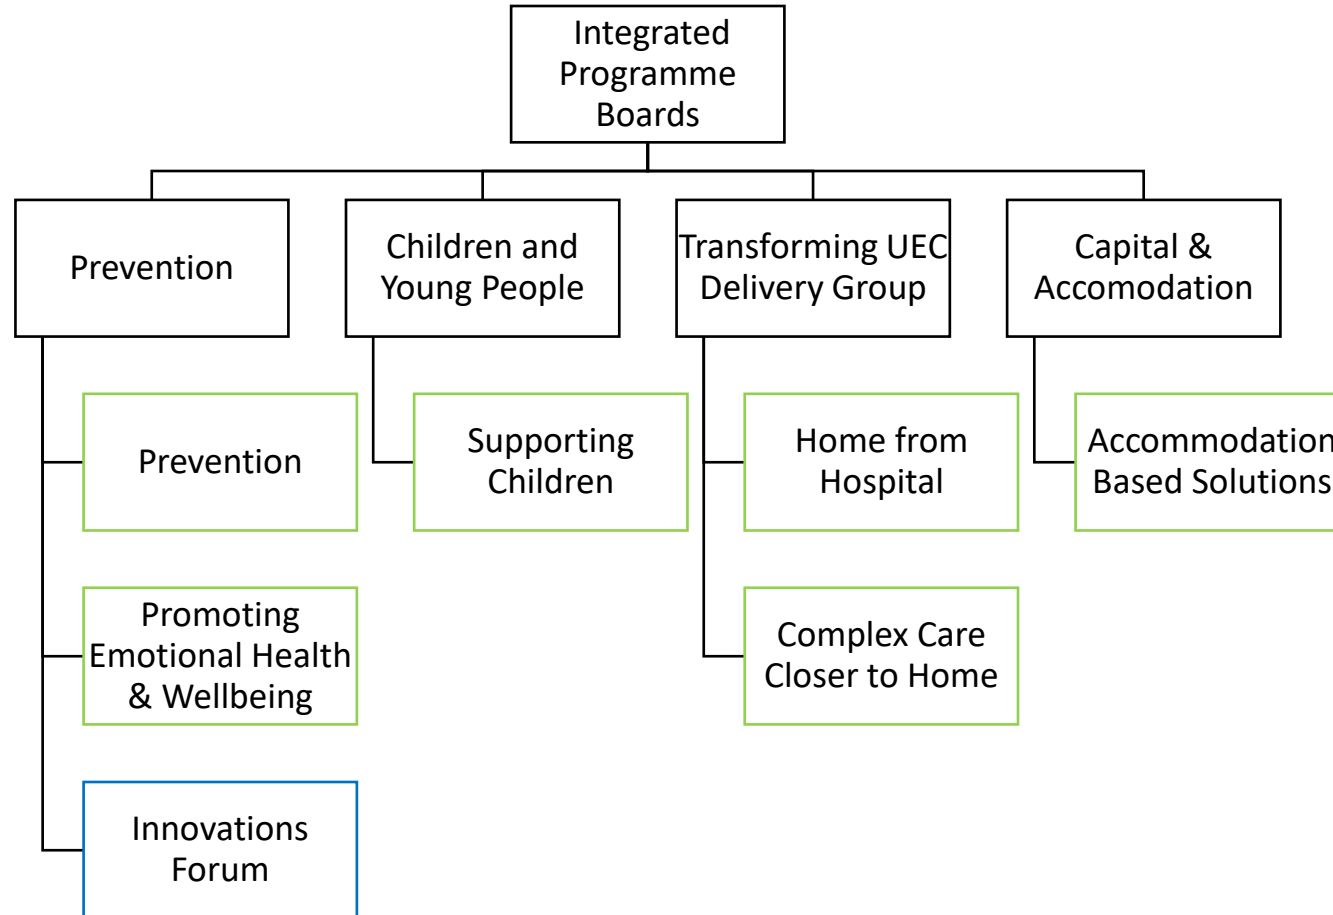 Integrated
Programme
Boards
Prevention
Children and
Young People
Transforming UEC
Delivery Group
Capital &
Accomodation
Prevention
Supporting
Children
Home from
Hospital
Accommodation
Based Solutions
Promoting
Emotional Health
& Wellbeing
Complex Care
Closer to Home
Innovations
Forum